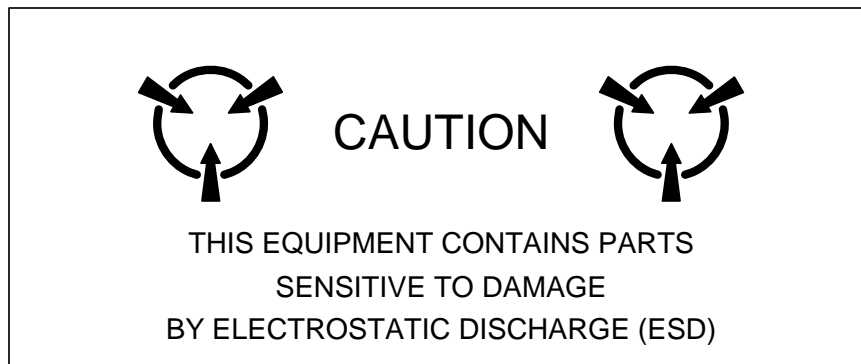 CAUTION
THIS EQUIPMENT CONTAINS PARTS
SENSITIVE TO DAMAGE
BY ELECTROSTATIC DISCHARGE (ESD)